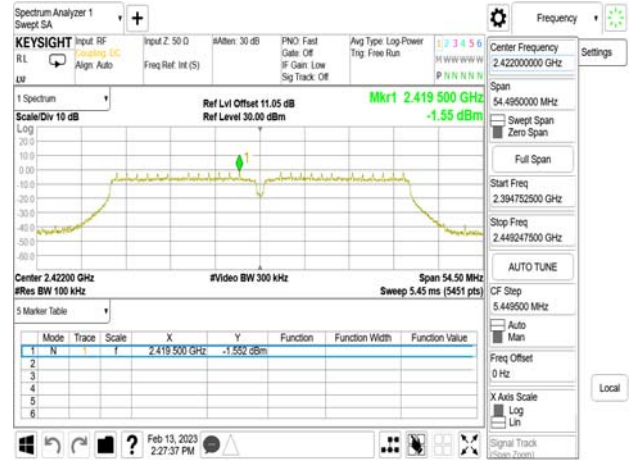 Spectrum Analyzer 1
Swept SA
+
Frequency
KEYSIGHT
RL
LV
Input: RF
Coupling: DC
Align: Auto
Input Z: 50 Ω
Freq Ref: Int (S)
#Atten: 30 dB
PNO: Fast
Gate: Off
IF Gain: Low
Sig Track: Off
Avg Type: Log-Power
Trig: Free Run
1 2 3 4 5 6
M W W W W W
P N N N N N
Center Frequency
2.422000000 GHz
Settings
1 Spectrum
Scale/Div 10 dB
Ref Lvl Offset 11.05 dB
Ref Level 30.00 dBm
Mkr1 2.419 500 GHz
-1.55 dBm
Span
54.4950000 MHz
Swept Span
Zero Span
Full Span
Start Freq
2.394752500 GHz
Stop Freq
2.449247500 GHz
AUTO TUNE
CF Step
5.449500 MHz
Auto
Man
Freq Offset
0 Hz
X Axis Scale
Log
Lin
Signal Track
(Span Zoom)
Local
Log
20.0
10.0
0.00
-10.0
-20.0
-30.0
-40.0
-50.0
-60.0
1
Center 2.42200 GHz
#Res BW 100 kHz
#Video BW 300 kHz
Span 54.50 MHz
Sweep 5.45 ms (5451 pts)
5 Marker Table
Mode Trace Scale X Y Function Function Width Function Value
1 N 1 f 2.419 500 GHz -1.552 dBm
2
3
4
5
6
? Feb 13, 2023
2:27:37 PM